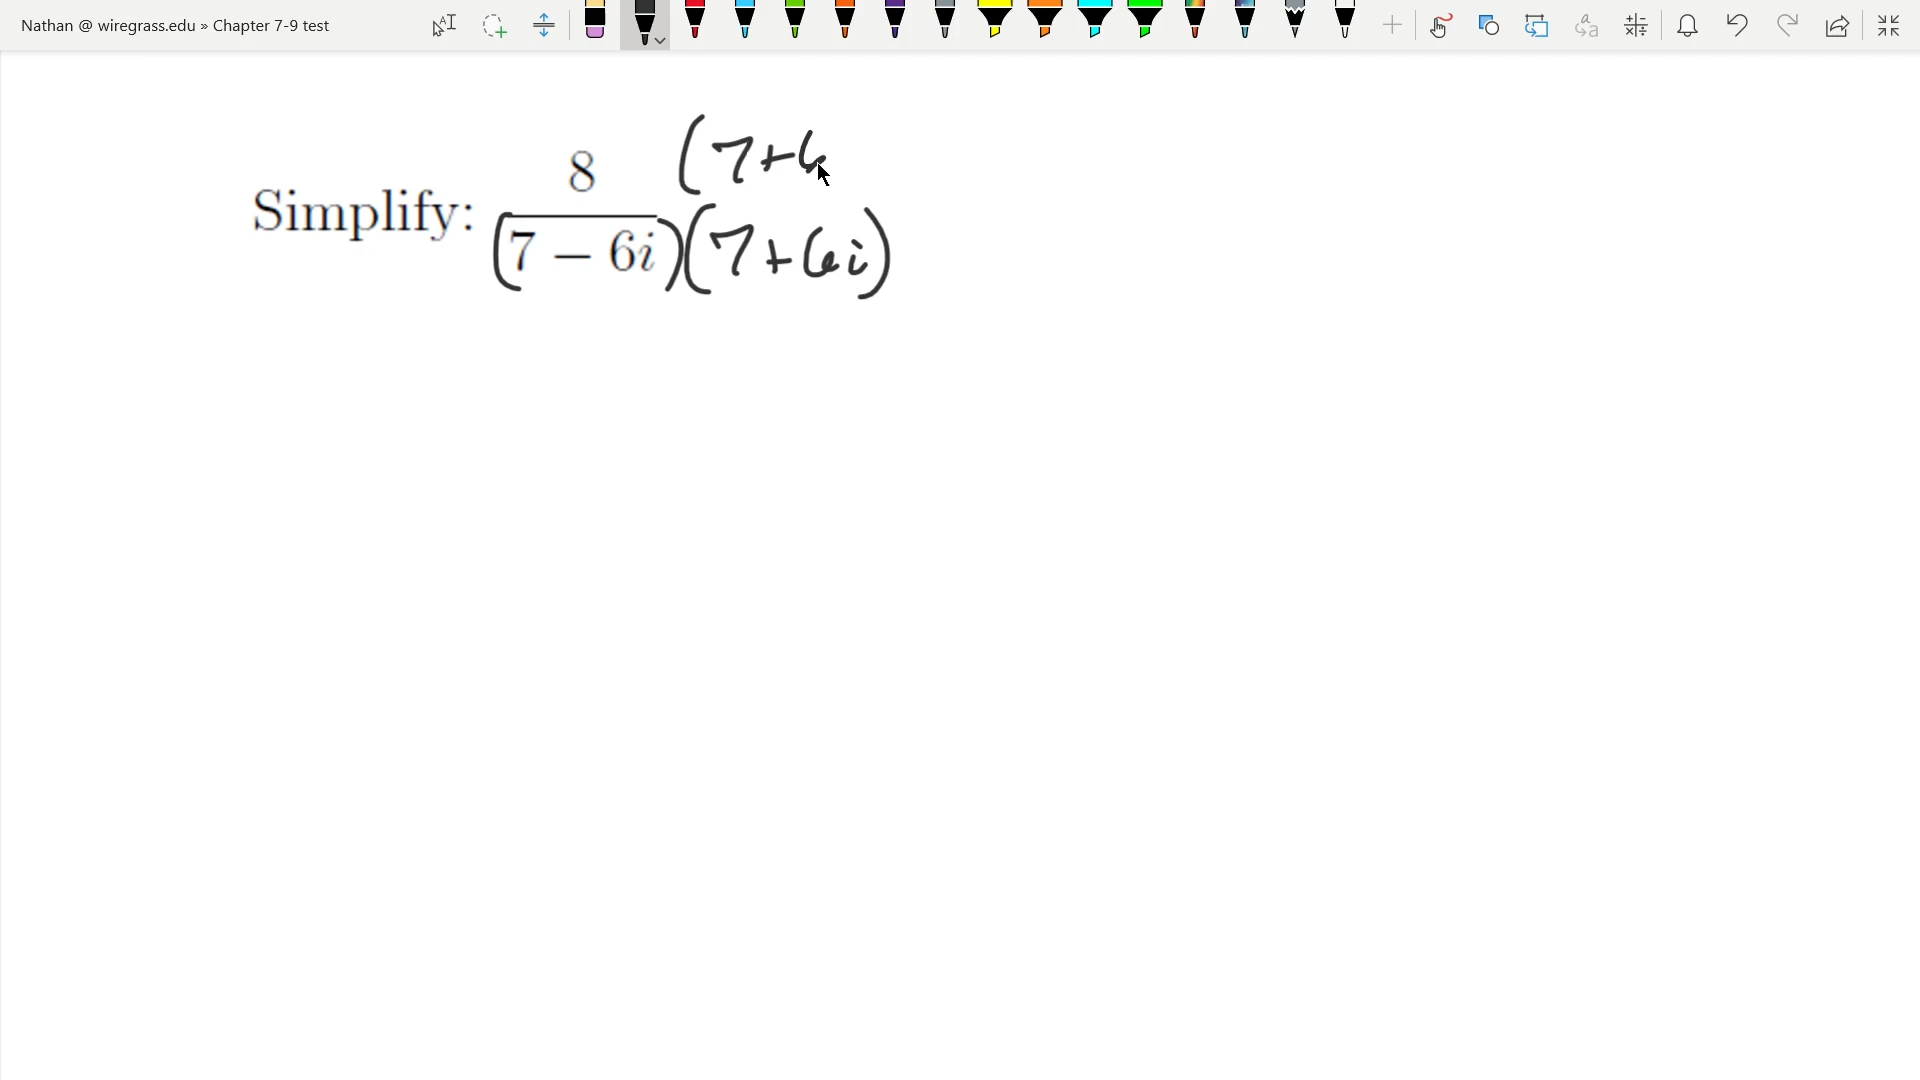 Nathan @ wiregrass.edu » Chapter 7-9 test
(7+6
Simplify: 8
(7 − 6i)(7+6i)